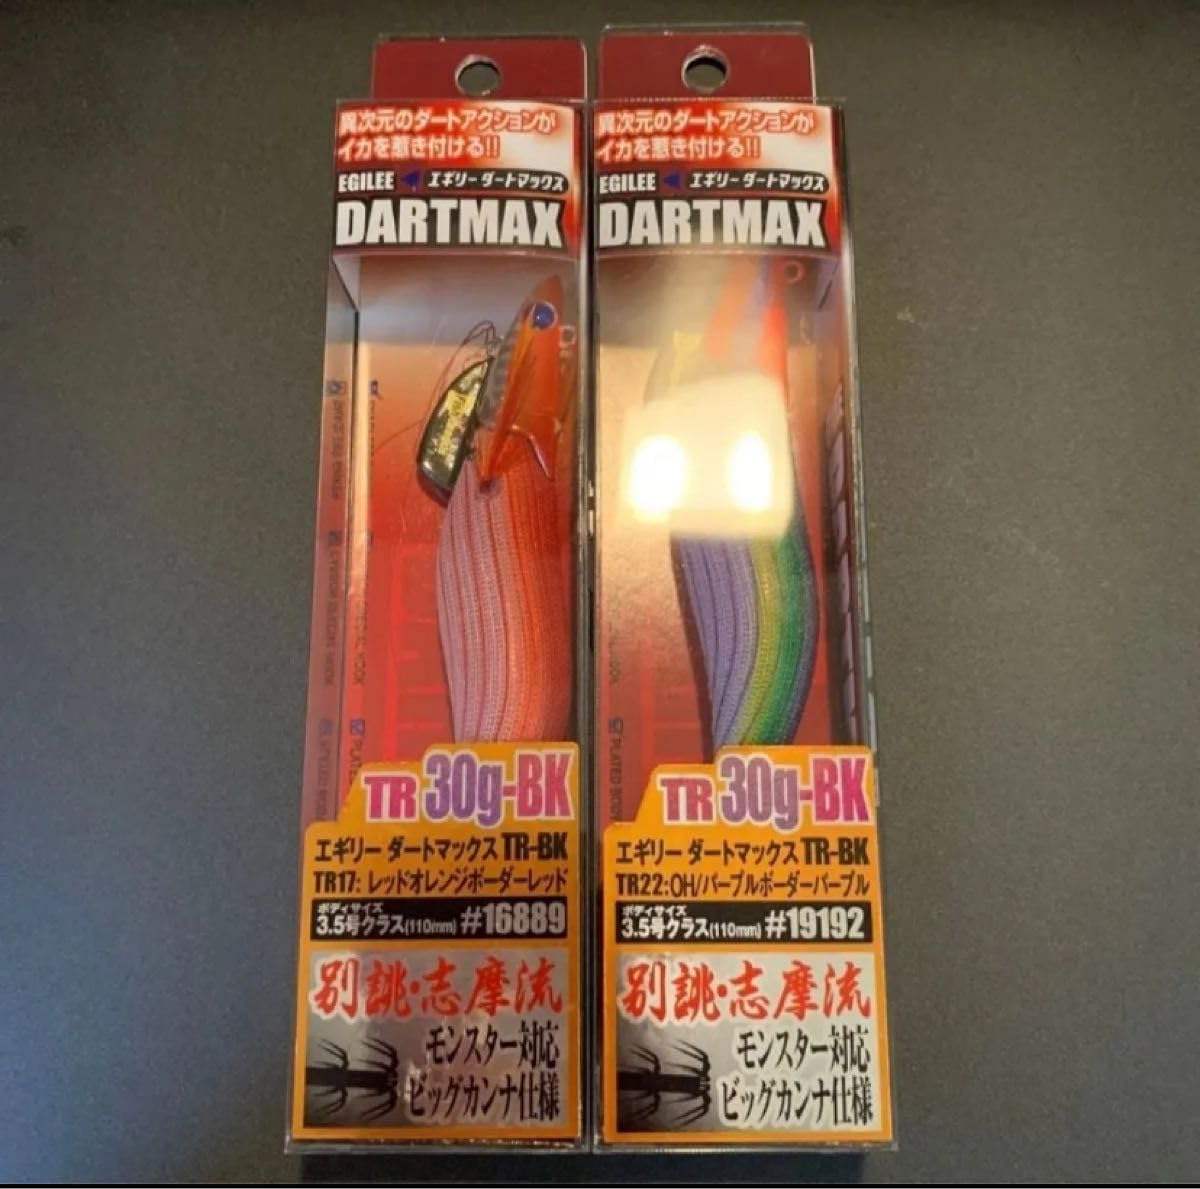 異次元のダートアクションが
イカを惹き付ける!!
EGILEE エギリー ダートマックス
DARTMAX
TR 30g-BK
エギリー ダートマックス TR-BK
TR17: レッドオレンジボーダーレッド
ボディサイズ
3.5号クラス(110mm) #16889
別誂・志摩流
モンスター対応
ビッグカンナ仕様
異次元のダートアクションが
イカを惹き付ける!!
EGILEE エギリー ダートマックス
DARTMAX
PLATED BODY
TR 30g-BK
エギリー ダートマックス TR-BK
TR22:OH/パープルボーダーパープル
ボディサイズ
3.5号クラス(110mm) #19192
別誂・志摩流
モンスター対応
ビッグカンナ仕様